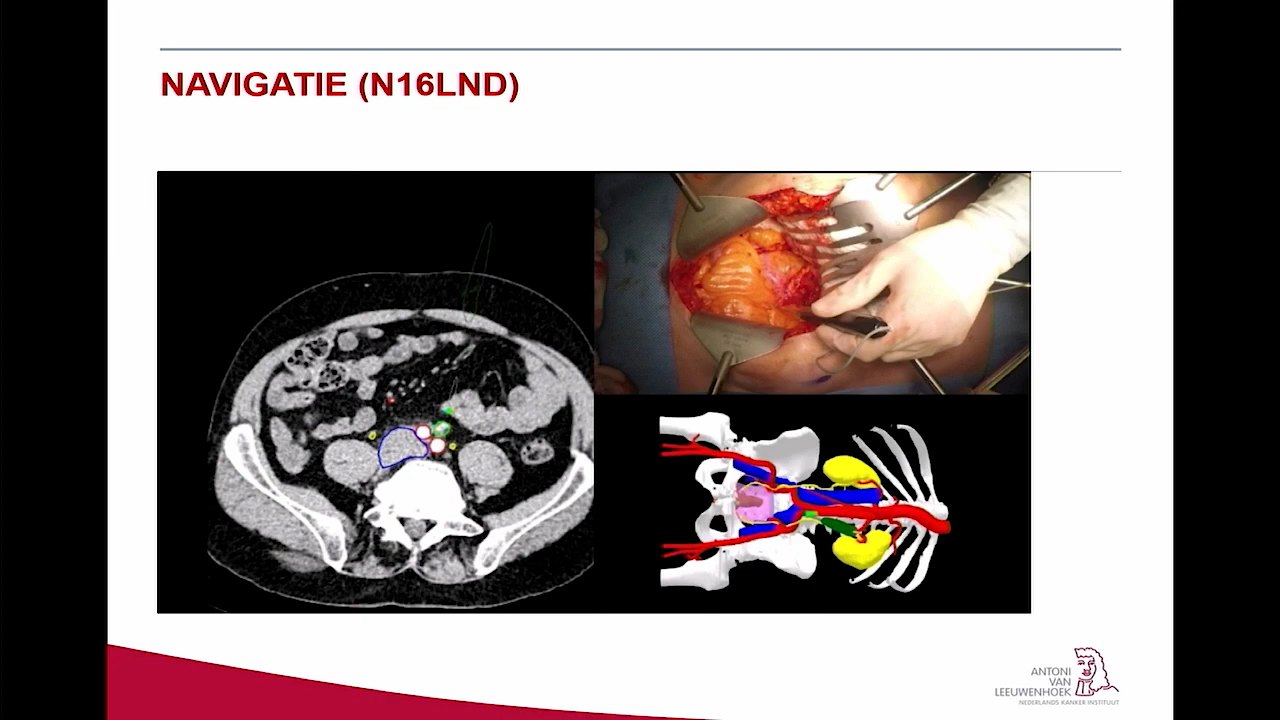 NAVIGATIE (N16LND)
ANTONI
VAN
LEEUWENHOEK
NEDERLANDS KANKER INSTITUUT